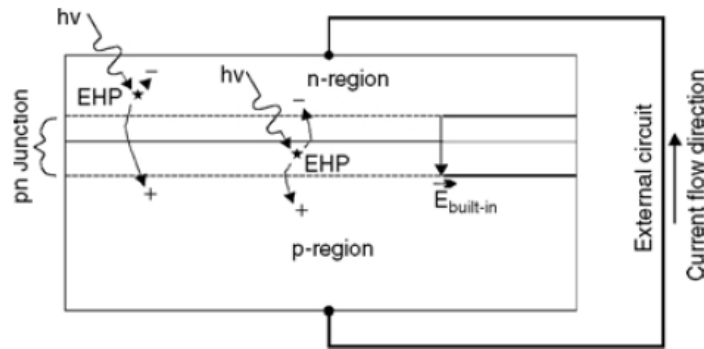 hv
n-region
EHP
−
hv
−
EHP
pn Junction
+
+
E built-in
p-region
External circuit
Current flow direction